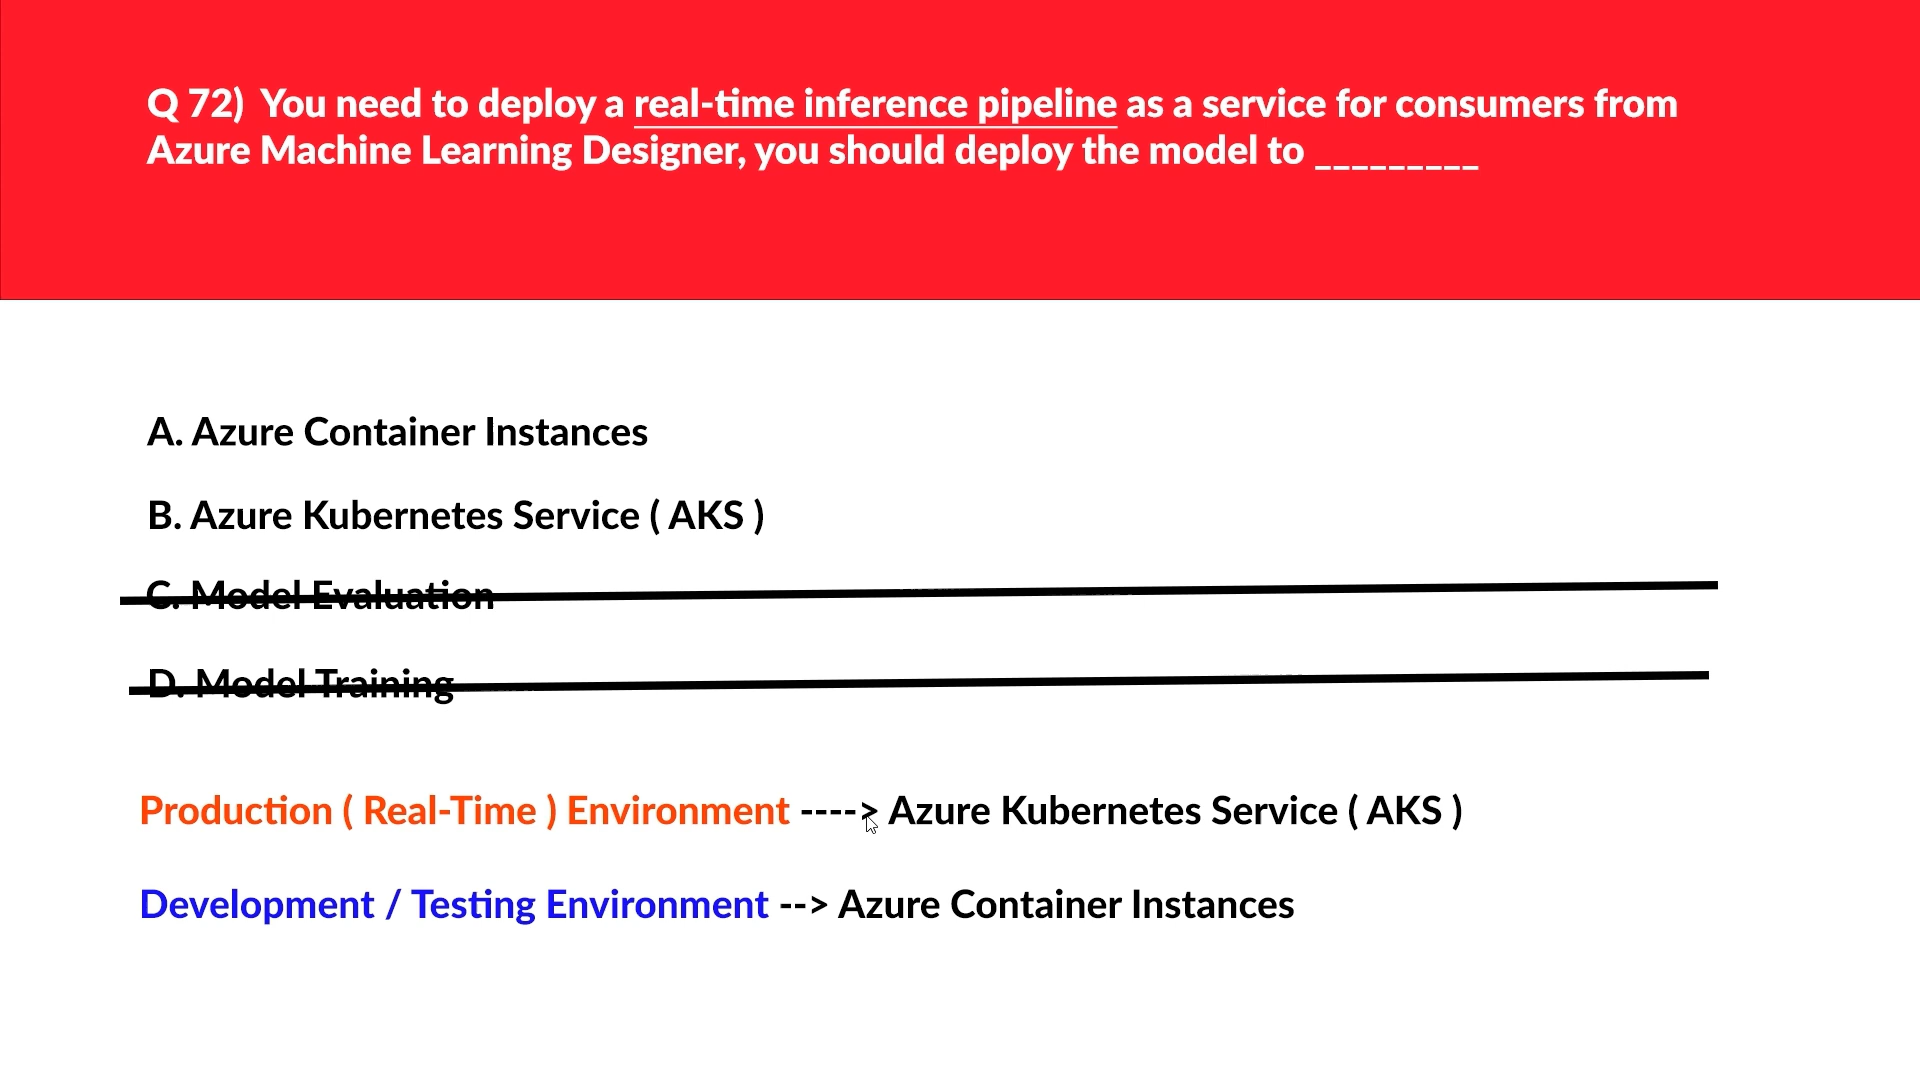 Q 72) You need to deploy a real-time inference pipeline as a service for consumers from
Azure Machine Learning Designer, you should deploy the model to _________
A. Azure Container Instances
B. Azure Kubernetes Service ( AKS )
C. Model Evaluation
D. Model Training
Production ( Real-Time ) Environment ----> Azure Kubernetes Service ( AKS )
Development / Testing Environment --> Azure Container Instances